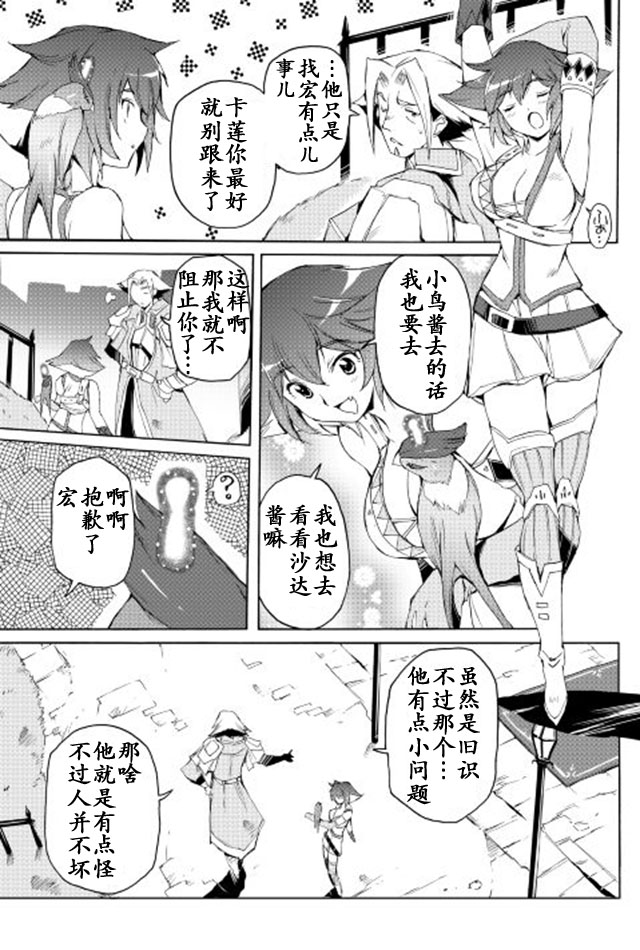 …他只是
找宏有点儿
事儿
卡莲你最好
就别跟来了
ふぁ…
小鸟酱去的话
我也要去
这样啊
那我就不
阻止你了…
我也想去
看看沙达
酱嘛
?。
啊啊
抱歉了
宏
虽然是旧识
不过那个…
他有点小问题
那啥
他就是有点怪
不过人并不坏